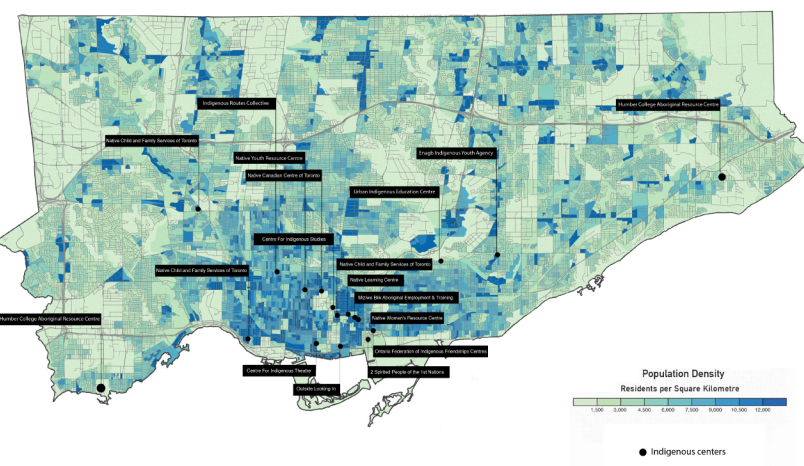 Indigenous Routes Collective
Humber College Aboriginal Resource Centre
Native Child and Family Services of Toronto
Native Youth Resource Centre
Enagb Indigenous Youth Agency
Native Canadian Centre of Toronto
Urban Indigenous Education Centre
Centre For Indigenous Studies
Native Child and Family Services of Toronto
Native Child and Family Services of Toronto
Native Learning Centre
Miziwe Biik Aboriginal Employment & Training
Humber College Aboriginal Resource Centre
Native Women's Resource Centre
Ontario Federation of Indigenous Friendships Centres
Centre For Indigenous Theatre
2 Spirited People of the 1st Nations
Outside Looking In
Population Density
Residents per Square Kilometre
1,500 3,000 4,500 6,000 7,500 9,000 10,500 12,000
Indigenous centers